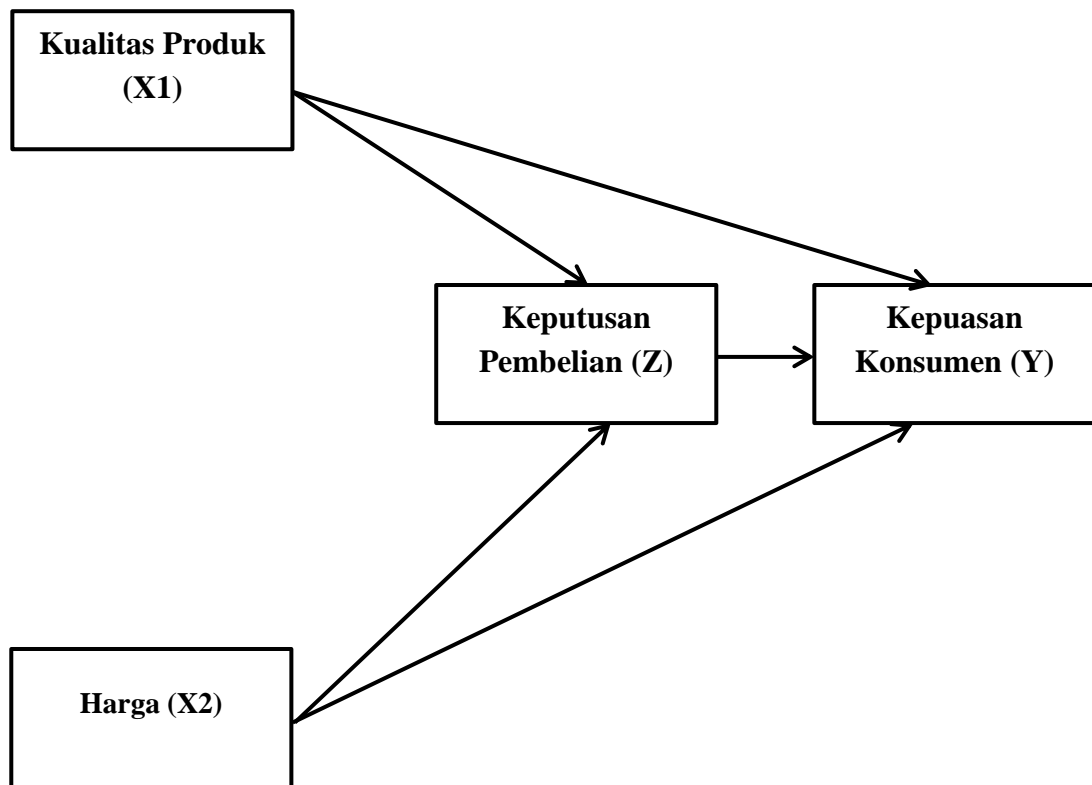 Kualitas Produk
(X1)
Keputusan
Pembelian (Z)
Kepuasan
Konsumen (Y)
Harga (X2)